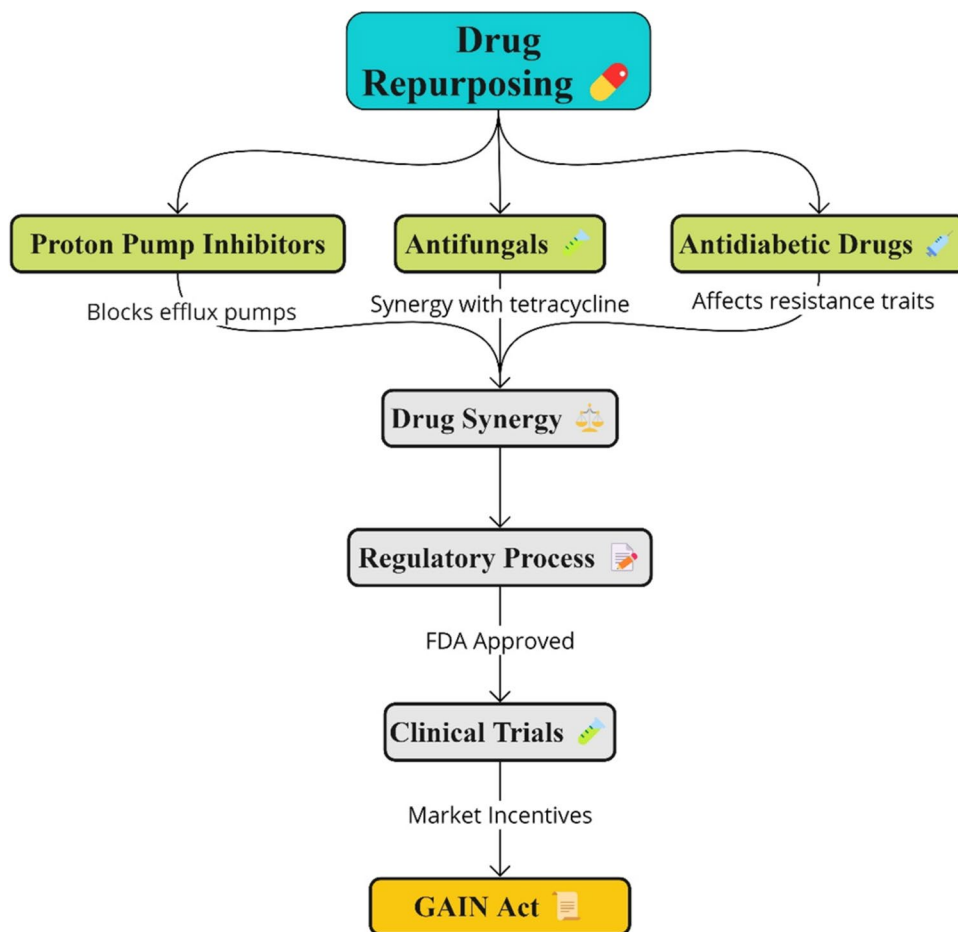 Drug
Repurposing
Proton Pump Inhibitors
Antifungals
Antidiabetic Drugs
Blocks efflux pumps
Synergy with tetracycline
Affects resistance traits
Drug Synergy
Regulatory Process
FDA Approved
Clinical Trials
Market Incentives
GAIN Act